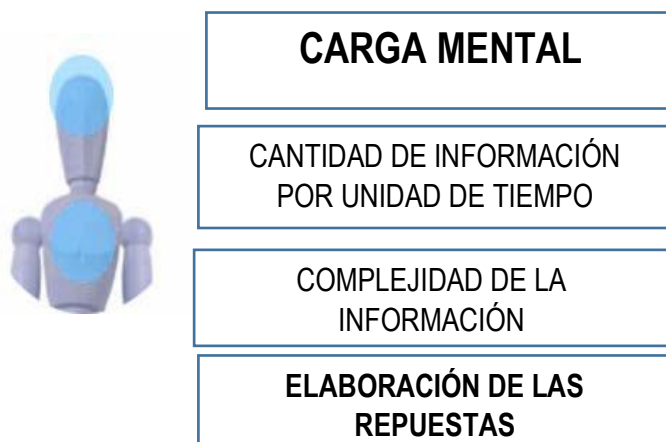 CARGA MENTAL
CANTIDAD DE INFORMACIÓN
POR UNIDAD DE TIEMPO
COMPLEJIDAD DE LA
INFORMACIÓN
ELABORACIÓN DE LAS
REPUESTAS